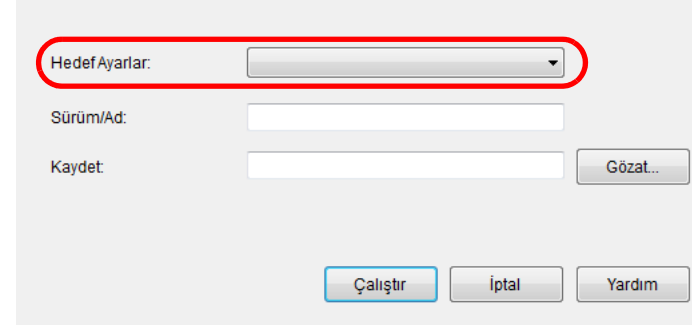 Hedef Ayarlar:
Sürüm/Ad:
Kaydet:
Gözat...
Çalıştır
İptal
Yardım